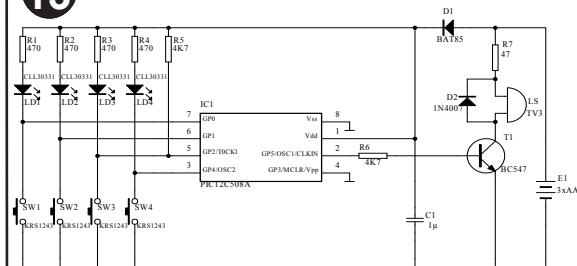 D1
BAT85
R1
470
R2
470
R3
470
R4
470
R5
4K7
R7
47
CLL30331
CLL30331
CLL30331
CLL30331
LD1
LD2
LD3
LD4
D2
1N4007
LS
TV3
IC1
7 GP0 Vss 8
6 GP1 Vdd 1
5 GP2/T0CKI GP5/OSC1/CLKIN 2
3 GP4/OSC2 GP3/MCLR/Vpp 4
PIC12C508A
R6
4K7
T1
BC547
E1
3xAA
SW1
SW2
SW3
SW4
KRS1243
KRS1243
KRS1243
KRS1243
C1
1µ